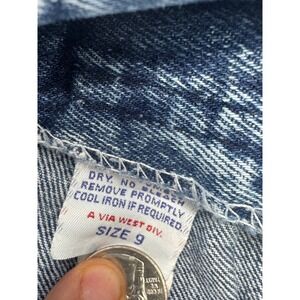 DRY. NO BLEACH
REMOVE PROMPTLY
COOL IRON IF REQUIRED.
A VIA WEST DIV.
SIZE 9